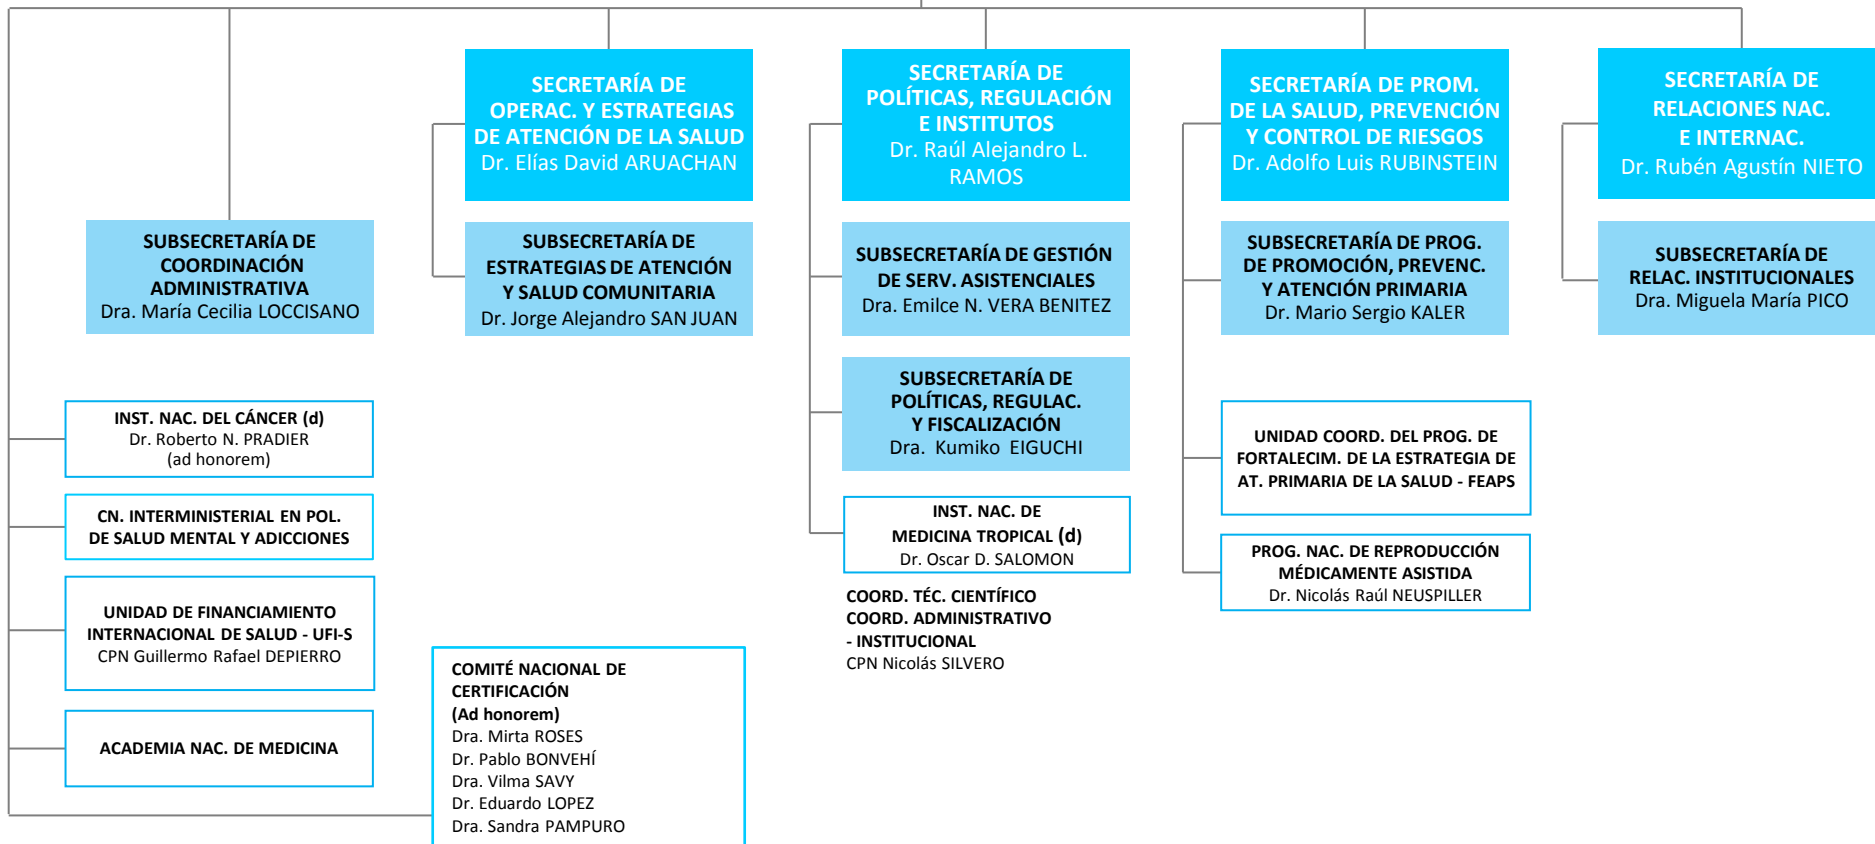 SECRETARÍA DE
OPERAC. Y ESTRATEGIAS
DE ATENCIÓN DE LA SALUD
Dr. Elías David ARUACHAN
SECRETARÍA DE
POLÍTICAS, REGULACIÓN
E INSTITUTOS
Dr. Raúl Alejandro L.
RAMOS
SECRETARÍA DE PROM.
DE LA SALUD, PREVENCIÓN
Y CONTROL DE RIESGOS
Dr. Adolfo Luis RUBINSTEIN
SECRETARÍA DE
RELACIONES NAC.
E INTERNAC.
Dr. Rubén Agustín NIETO
SUBSECRETARÍA DE
COORDINACIÓN
ADMINISTRATIVA
Dra. María Cecilia LOCCISANO
SUBSECRETARÍA DE
ESTRATEGIAS DE ATENCIÓN
Y SALUD COMUNITARIA
Dr. Jorge Alejandro SAN JUAN
SUBSECRETARÍA DE GESTIÓN
DE SERV. ASISTENCIALES
Dra. Emilce N. VERA BENITEZ
SUBSECRETARÍA DE PROG.
DE PROMOCIÓN, PREVENC.
Y ATENCIÓN PRIMARIA
Dr. Mario Sergio KALER
SUBSECRETARÍA DE
RELAC. INSTITUCIONALES
Dra. Miguela María PICO
SUBSECRETARÍA DE
POLÍTICAS, REGULAC.
Y FISCALIZACIÓN
Dra. Kumiko EIGUCHI
INST. NAC. DEL CÁNCER (d)
Dr. Roberto N. PRADIER
(ad honorem)
UNIDAD COORD. DEL PROG. DE
FORTALECIM. DE LA ESTRATEGIA DE
AT. PRIMARIA DE LA SALUD - FEAPS
CN. INTERMINISTERIAL EN POL.
DE SALUD MENTAL Y ADICCIONES
INST. NAC. DE
MEDICINA TROPICAL (d)
Dr. Oscar D. SALOMON
PROG. NAC. DE REPRODUCCIÓN
MÉDICAMENTE ASISTIDA
Dr. Nicolás Raúl NEUSPILLER
UNIDAD DE FINANCIAMIENTO
INTERNACIONAL DE SALUD - UFI-S
CPN Guillermo Rafael DEPIERRO
COORD. TÉC. CIENTÍFICO
COORD. ADMINISTRATIVO
- INSTITUCIONAL
CPN Nicolás SILVERO
ACADEMIA NAC. DE MEDICINA
COMITÉ NACIONAL DE
CERTIFICACIÓN
(Ad honorem)
Dra. Mirta ROSES
Dr. Pablo BONVEHÍ
Dra. Vilma SAVY
Dr. Eduardo LOPEZ
Dra. Sandra PAMPURO